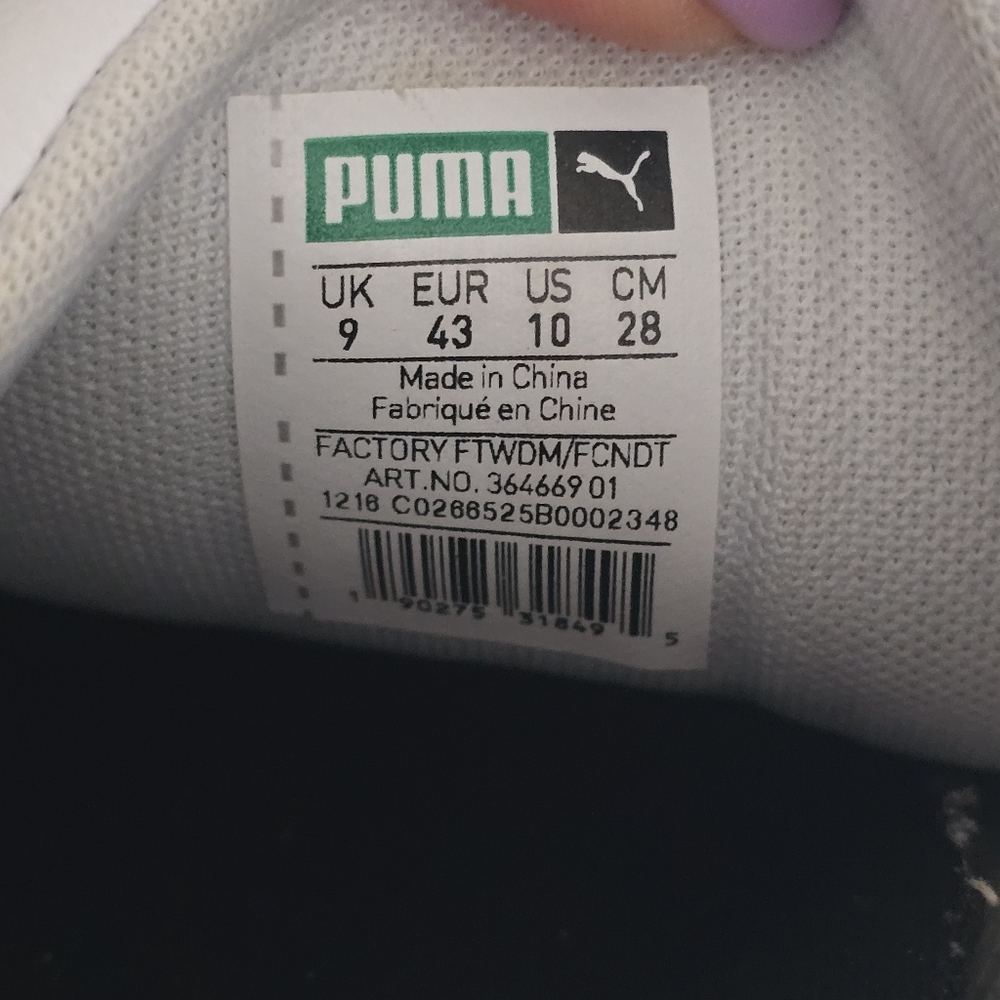 PUMA
UK EUR US CM
9 43 10 28
Made in China
Fabriqué en Chine
FACTORY FTWDM/FCNDT
ART.NO. 364669 01
1216 C0266525B0002348
1 90275 31849 5